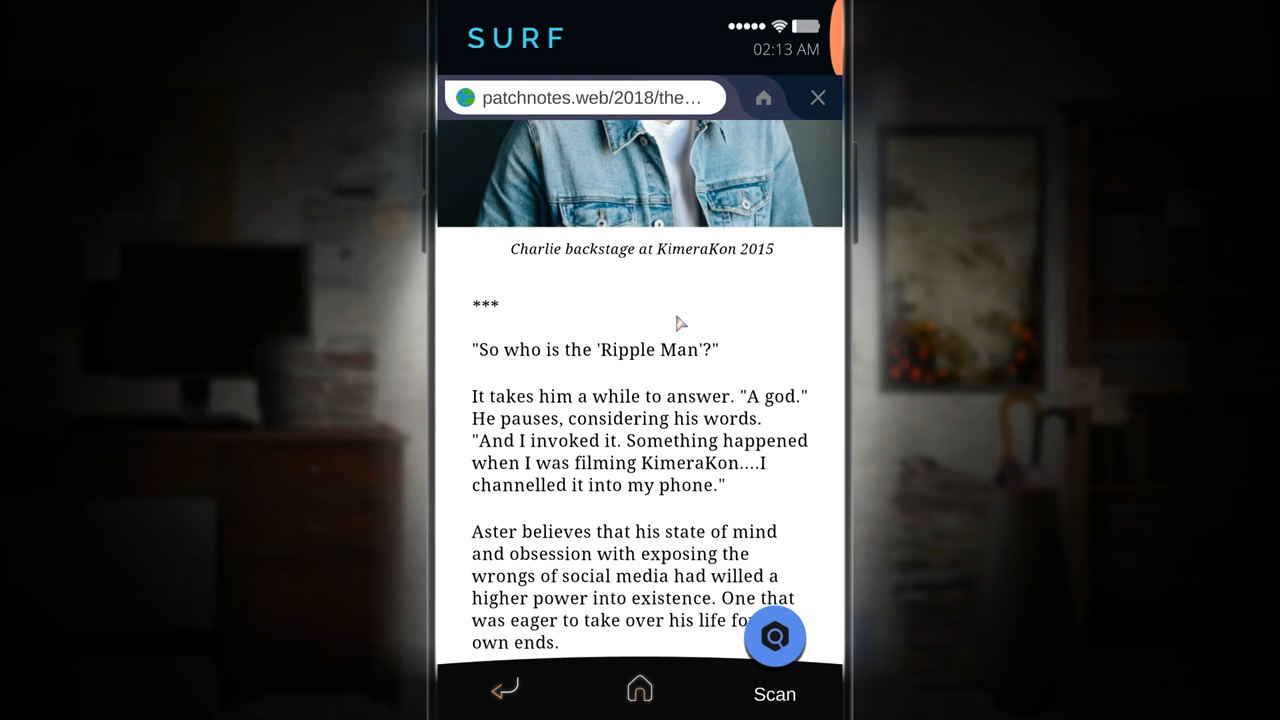 SURF
02:13 AM
patchnotes.web/2018/the…
Charlie backstage at KimeraKon 2015
***
"So who is the 'Ripple Man'?"
It takes him a while to answer. "A god."
He pauses, considering his words.
"And I invoked it. Something happened
when I was filming KimeraKon....I
channelled it into my phone."
Aster believes that his state of mind
and obsession with exposing the
wrongs of social media had willed a
higher power into existence. One that
was eager to take over his life
own ends.
Scan